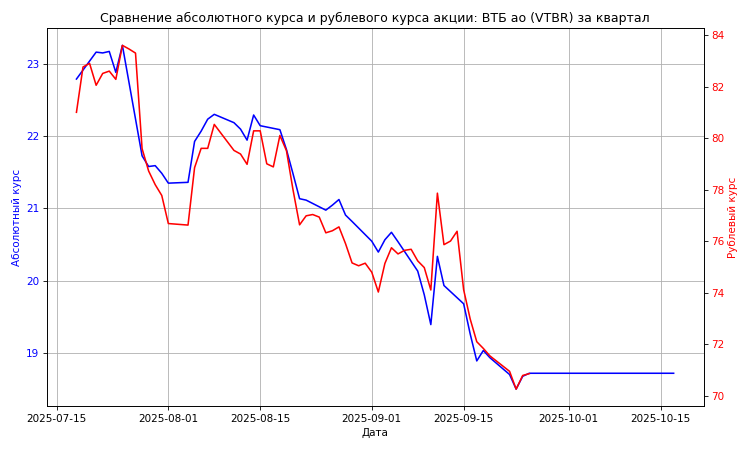 Сравнение абсолютного курса и рублевого курса акции: ВТБ ао (VTBR) за квартал
84
23
82
22
80
78
21
76
20
74
19
72
70
Абсолютный курс
Рублевый курс
2025-07-15 2025-08-01 2025-08-15 2025-09-01 2025-09-15 2025-10-01 2025-10-15
Дата